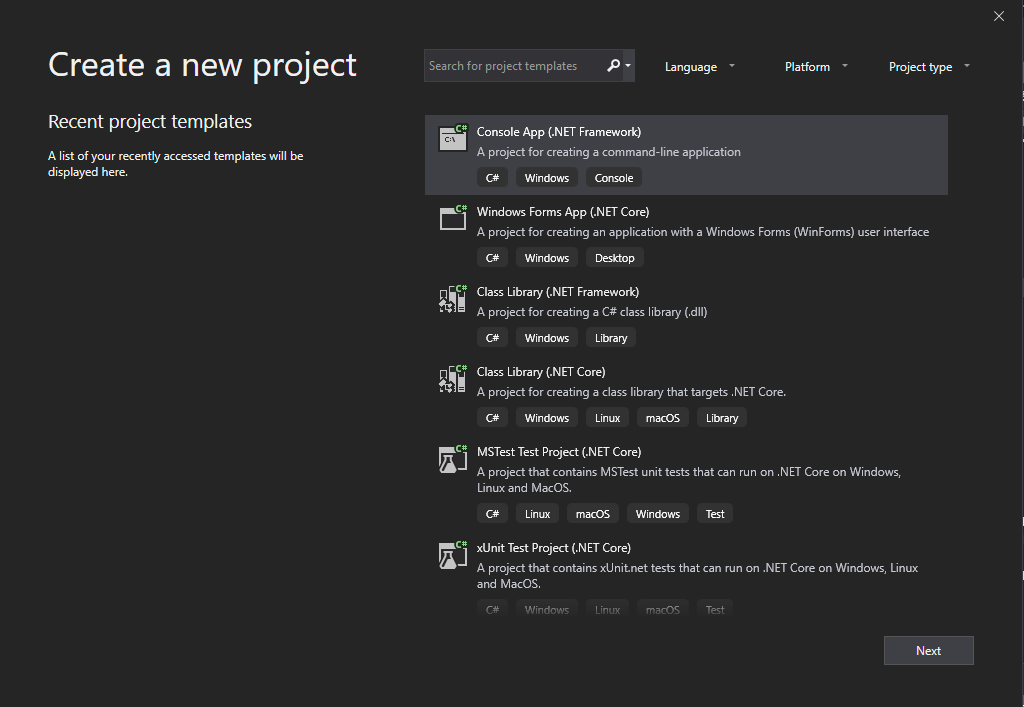 Create a new project
Search for project templates
Language
Platform
Project type
Recent project templates
A list of your recently accessed templates will be
displayed here.
C#
C:\
Console App (.NET Framework)
A project for creating a command-line application
C# Windows Console
C#
Windows Forms App (.NET Core)
A project for creating an application with a Windows Forms (WinForms) user interface
C# Windows Desktop
C#
Class Library (.NET Framework)
A project for creating a C# class library (.dll)
C# Windows Library
C#
Class Library (.NET Core)
A project for creating a class library that targets .NET Core.
C# Windows Linux macOS Library
C#
MSTest Test Project (.NET Core)
A project that contains MSTest unit tests that can run on .NET Core on Windows,
Linux and MacOS.
C# Linux macOS Windows Test
C#
xUnit Test Project (.NET Core)
A project that contains xUnit.net tests that can run on .NET Core on Windows, Linux
and MacOS.
C# Windows Linux macOS Test
Next